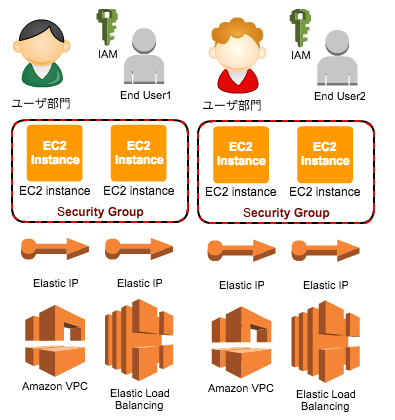 IAM
IAM
End User1
End User2
ユーザ部門
ユーザ部門
EC2
Instance
EC2
Instance
EC2
Instance
EC2
Instance
EC2 instance
EC2 instance
EC2 instance
EC2 instance
Security Group
Security Group
Elastic IP
Elastic IP
Elastic IP
Elastic IP
Amazon VPC
Elastic Load
Balancing
Amazon VPC
Elastic Load
Balancing